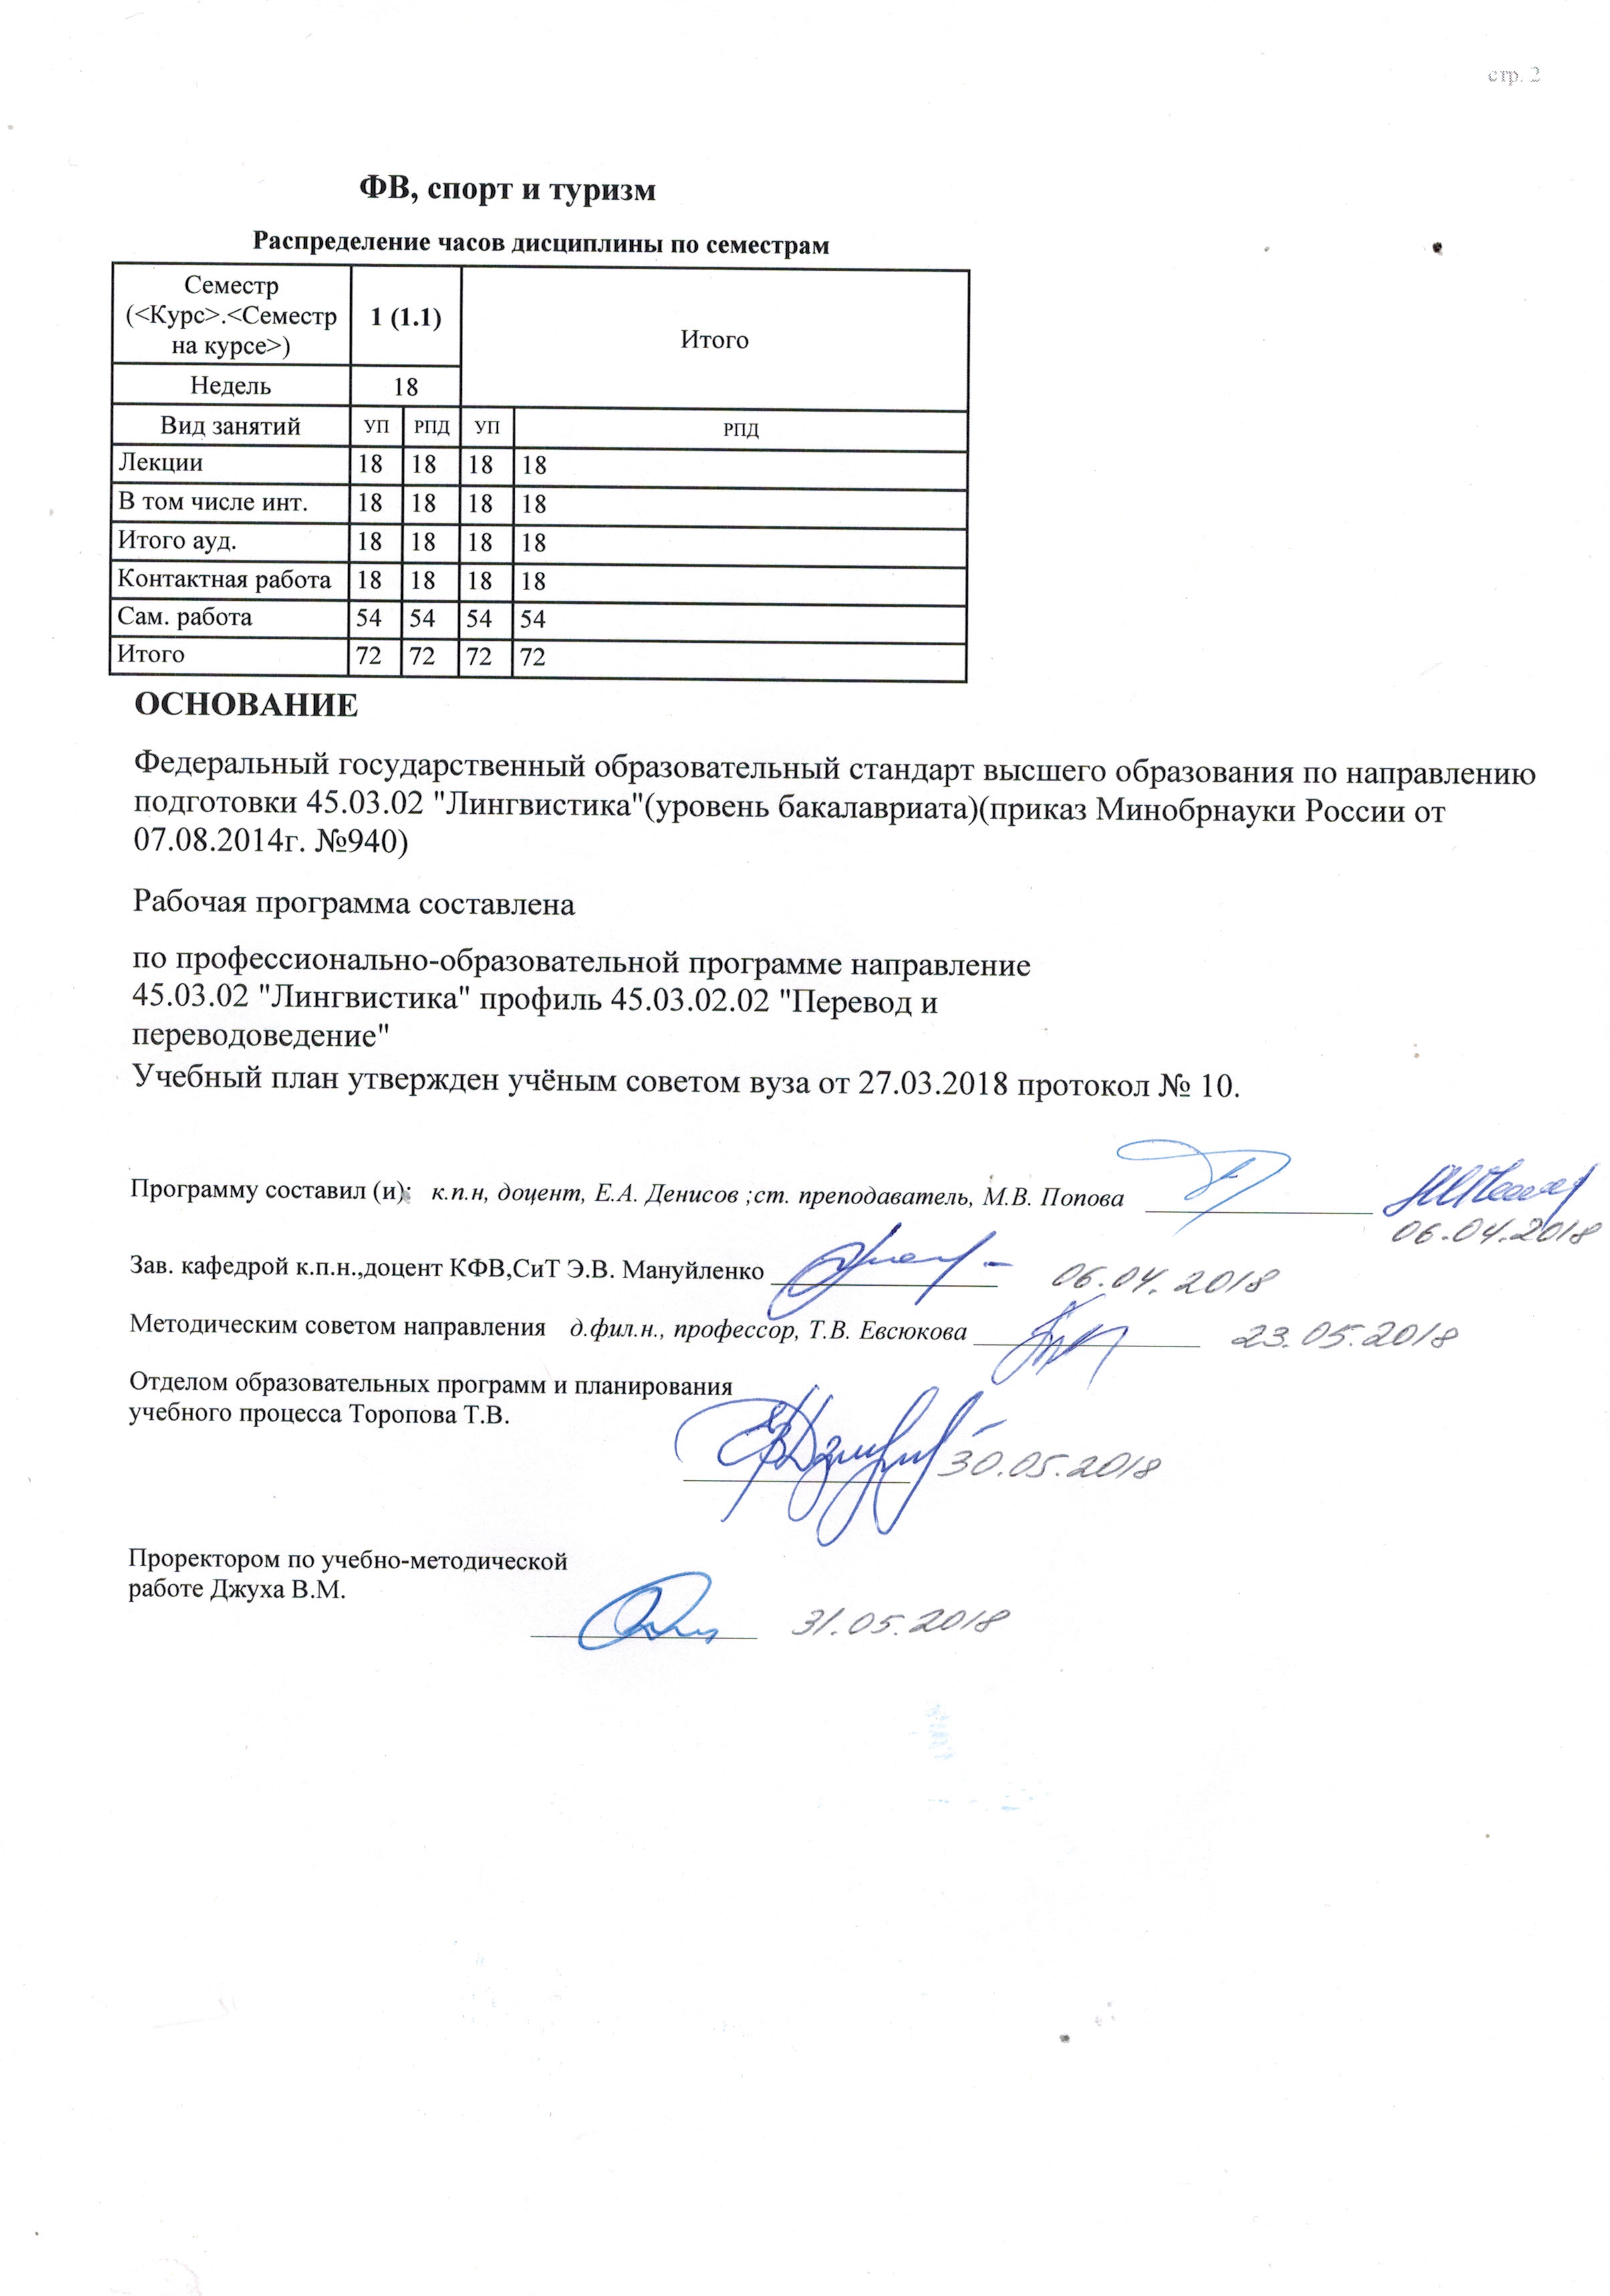 стр. 2
ФВ, спорт и туризм
Распределение часов дисциплины по семестрам
Семестр
(<Курс>.<Семестр
на курсе>)
1 (1.1)
Итого
Недель 18
Вид занятий УП РПД УП РПД
Лекции 18 18 18 18
В том числе инт. 18 18 18 18
Итого ауд. 18 18 18 18
Контактная работа 18 18 18 18
Сам. работа 54 54 54 54
Итого 72 72 72 72
ОСНОВАНИЕ
Федеральный государственный образовательный стандарт высшего образования по направлению
подготовки 45.03.02 "Лингвистика"(уровень бакалавриата)(приказ Минобрнауки России от
07.08.2014г. №940)
Рабочая программа составлена
по профессионально-образовательной программе направление
45.03.02 "Лингвистика" профиль 45.03.02.02 "Перевод и
переводоведение"
Учебный план утвержден учёным советом вуза от 27.03.2018 протокол № 10.
Программу составил (и): к.п.н, доцент, Е.А. Денисов ;ст. преподаватель, М.В. Попова
06.04.2018
Зав. кафедрой к.п.н.,доцент КФВ,СиТ Э.В. Мануйленко 06.04.2018
Методическим советом направления д.фил.н., профессор, Т.В. Евсюкова 23.05.2018
Отделом образовательных программ и планирования
учебного процесса Торопова Т.В.
30.05.2018
Проректором по учебно-методической
работе Джуха В.М.
31.05.2018